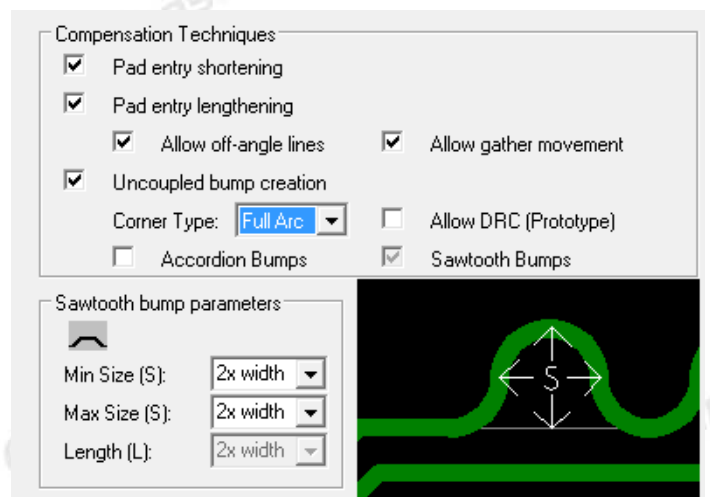 Compensation Techniques
Pad entry shortening
Pad entry lengthening
Allow off-angle lines Allow gather movement
Uncoupled bump creation
Corner Type: Full Arc Allow DRC (Prototype)
Accordion Bumps Sawtooth Bumps
Sawtooth bump parameters
Min Size (S): 2x width
Max Size (S): 2x width
Length (L): 2x width
S